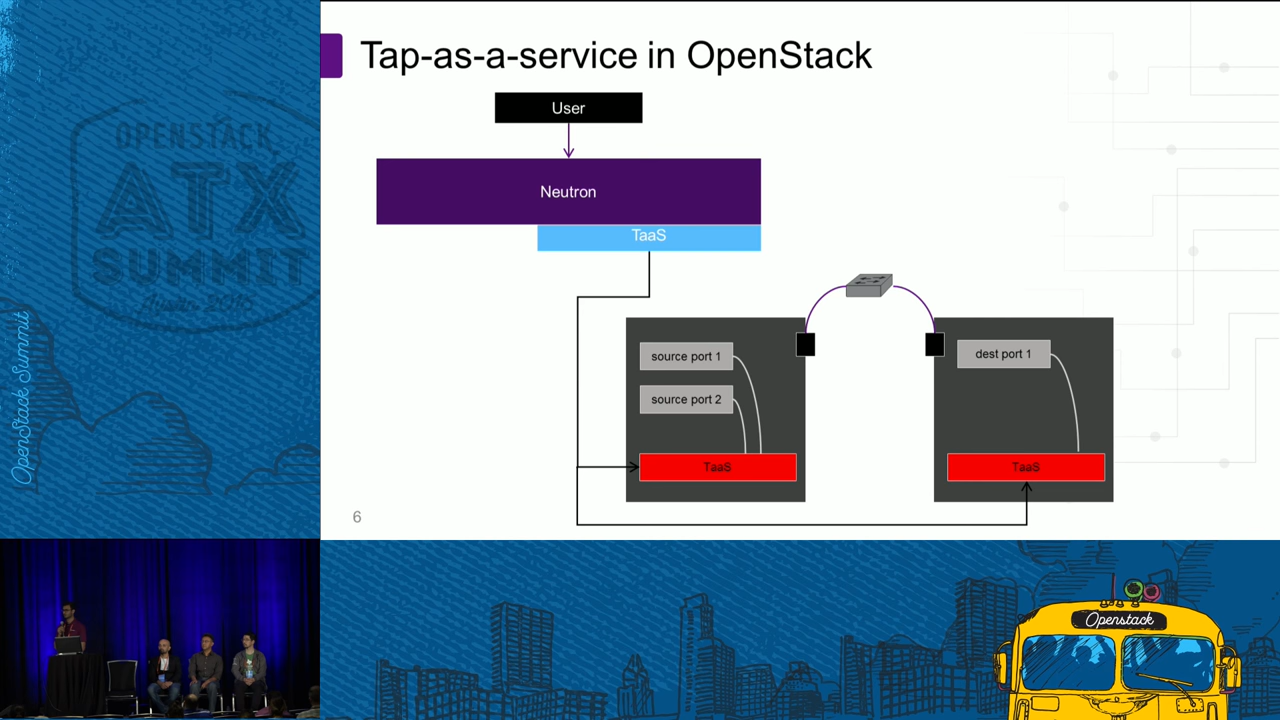 Tap-as-a-service in OpenStack
User
Neutron
TaaS
source port 1
source port 2
TaaS
dest port 1
TaaS
6
OPENSTACK
ATX
SUMMIT
OpenStack Summit
Openstack